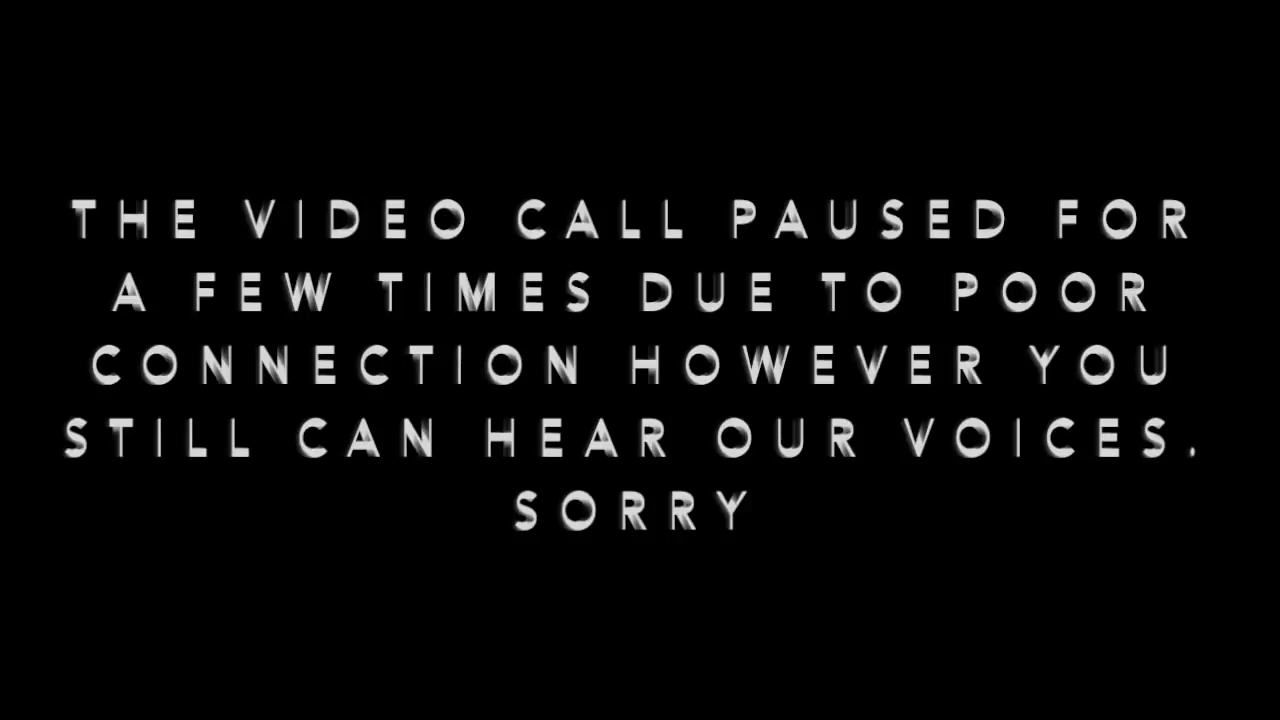 THE VIDEO CALL PAUSED FOR
A FEW TIMES DUE TO POOR
CONNECTION HOWEVER YOU
STILL CAN HEAR OUR VOICES.
SORRY